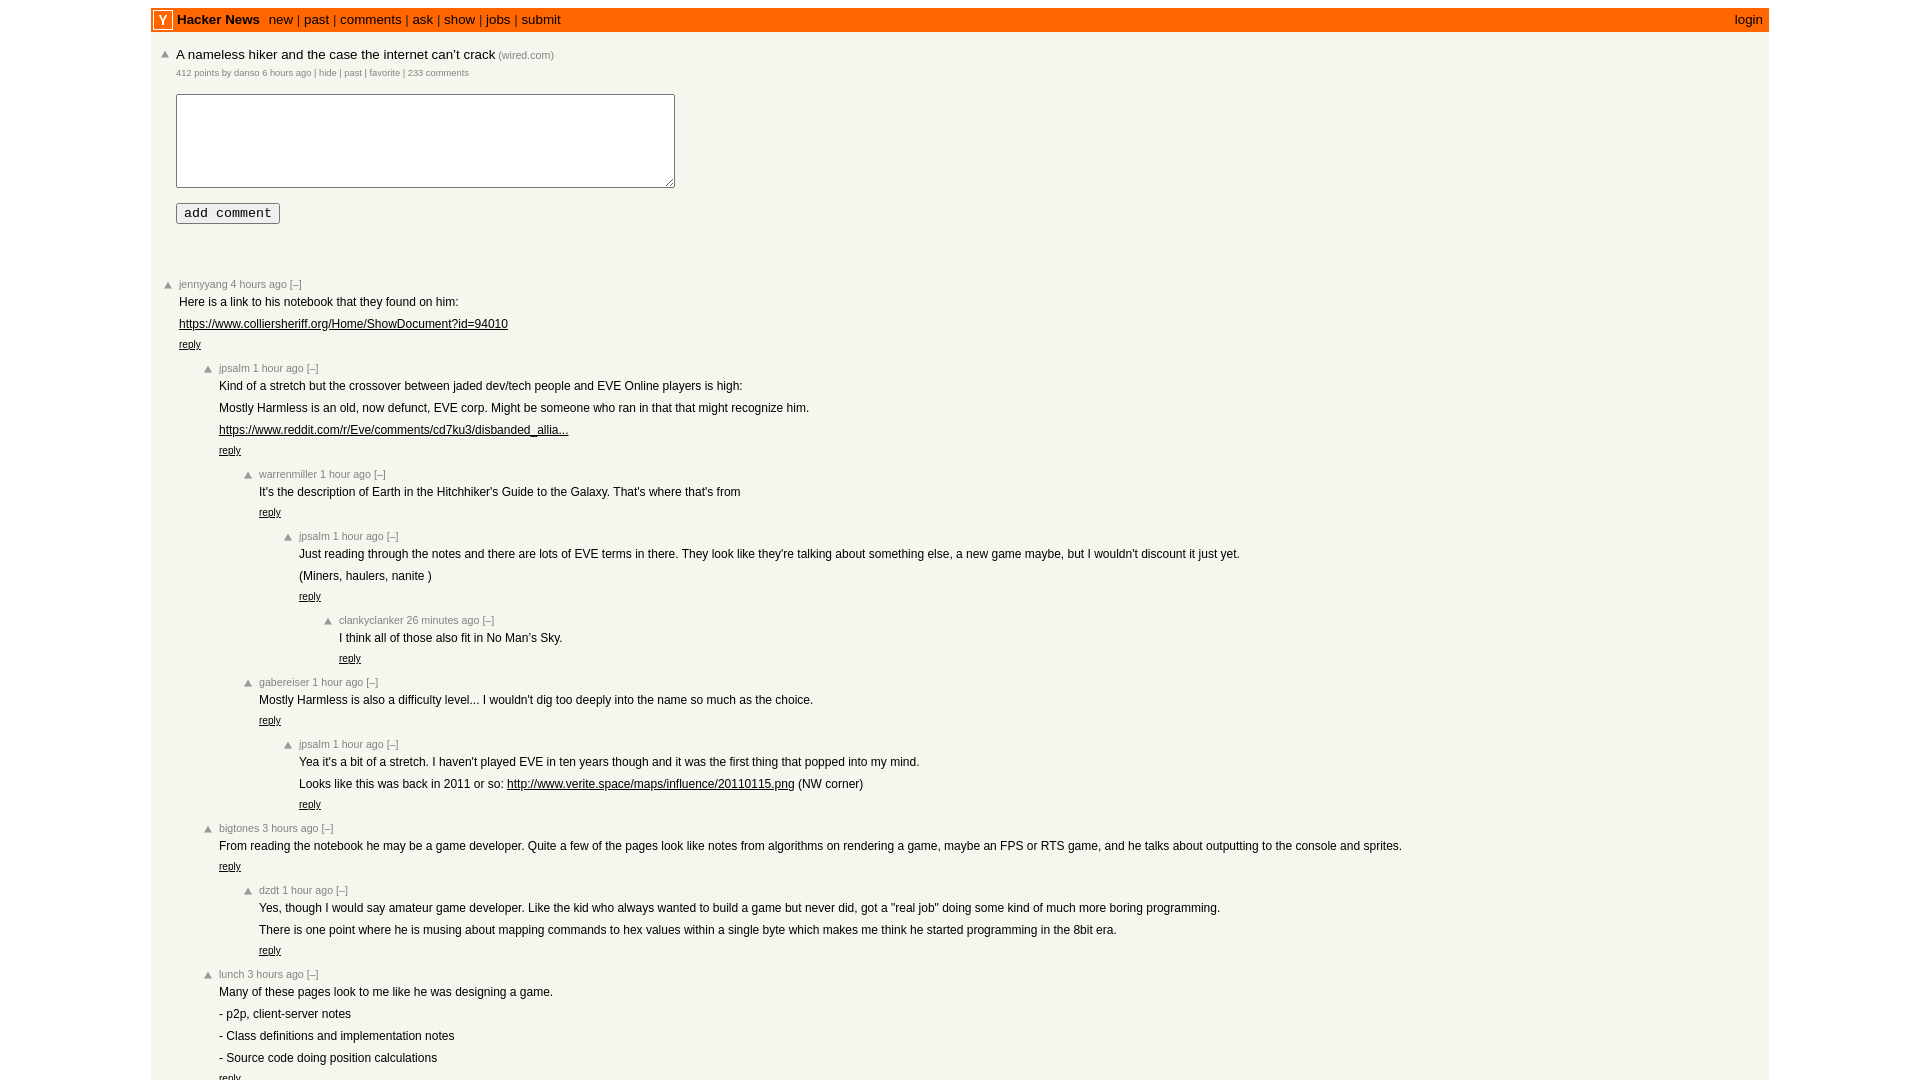 Y Hacker News new | past | comments | ask | show | jobs | submit login
A nameless hiker and the case the internet can’t crack (wired.com)
412 points by danso 6 hours ago | hide | past | favorite | 233 comments
add comment
jennyyang 4 hours ago [–]
Here is a link to his notebook that they found on him:
https://www.colliersheriff.org/Home/ShowDocument?id=94010
reply
jpsalm 1 hour ago [–]
Kind of a stretch but the crossover between jaded dev/tech people and EVE Online players is high:
Mostly Harmless is an old, now defunct, EVE corp. Might be someone who ran in that that might recognize him.
https://www.reddit.com/r/Eve/comments/cd7ku3/disbanded_allia...
reply
warrenmiller 1 hour ago [–]
It's the description of Earth in the Hitchhiker's Guide to the Galaxy. That's where that's from
reply
jpsalm 1 hour ago [–]
Just reading through the notes and there are lots of EVE terms in there. They look like they're talking about something else, a new game maybe, but I wouldn't discount it just yet.
(Miners, haulers, nanite )
reply
clankyclanker 26 minutes ago [–]
I think all of those also fit in No Man’s Sky.
reply
gabereiser 1 hour ago [–]
Mostly Harmless is also a difficulty level... I wouldn't dig too deeply into the name so much as the choice.
reply
jpsalm 1 hour ago [–]
Yea it's a bit of a stretch. I haven't played EVE in ten years though and it was the first thing that popped into my mind.
Looks like this was back in 2011 or so: http://www.verite.space/maps/influence/20110115.png (NW corner)
reply
bigtones 3 hours ago [–]
From reading the notebook he may be a game developer. Quite a few of the pages look like notes from algorithms on rendering a game, maybe an FPS or RTS game, and he talks about outputting to the console and sprites.
reply
dzdt 1 hour ago [–]
Yes, though I would say amateur game developer. Like the kid who always wanted to build a game but never did, got a "real job" doing some kind of much more boring programming.
There is one point where he is musing about mapping commands to hex values within a single byte which makes me think he started programming in the 8bit era.
reply
lunch 3 hours ago [–]
Many of these pages look to me like he was designing a game.
- p2p, client-server notes
- Class definitions and implementation notes
- Source code doing position calculations
reply